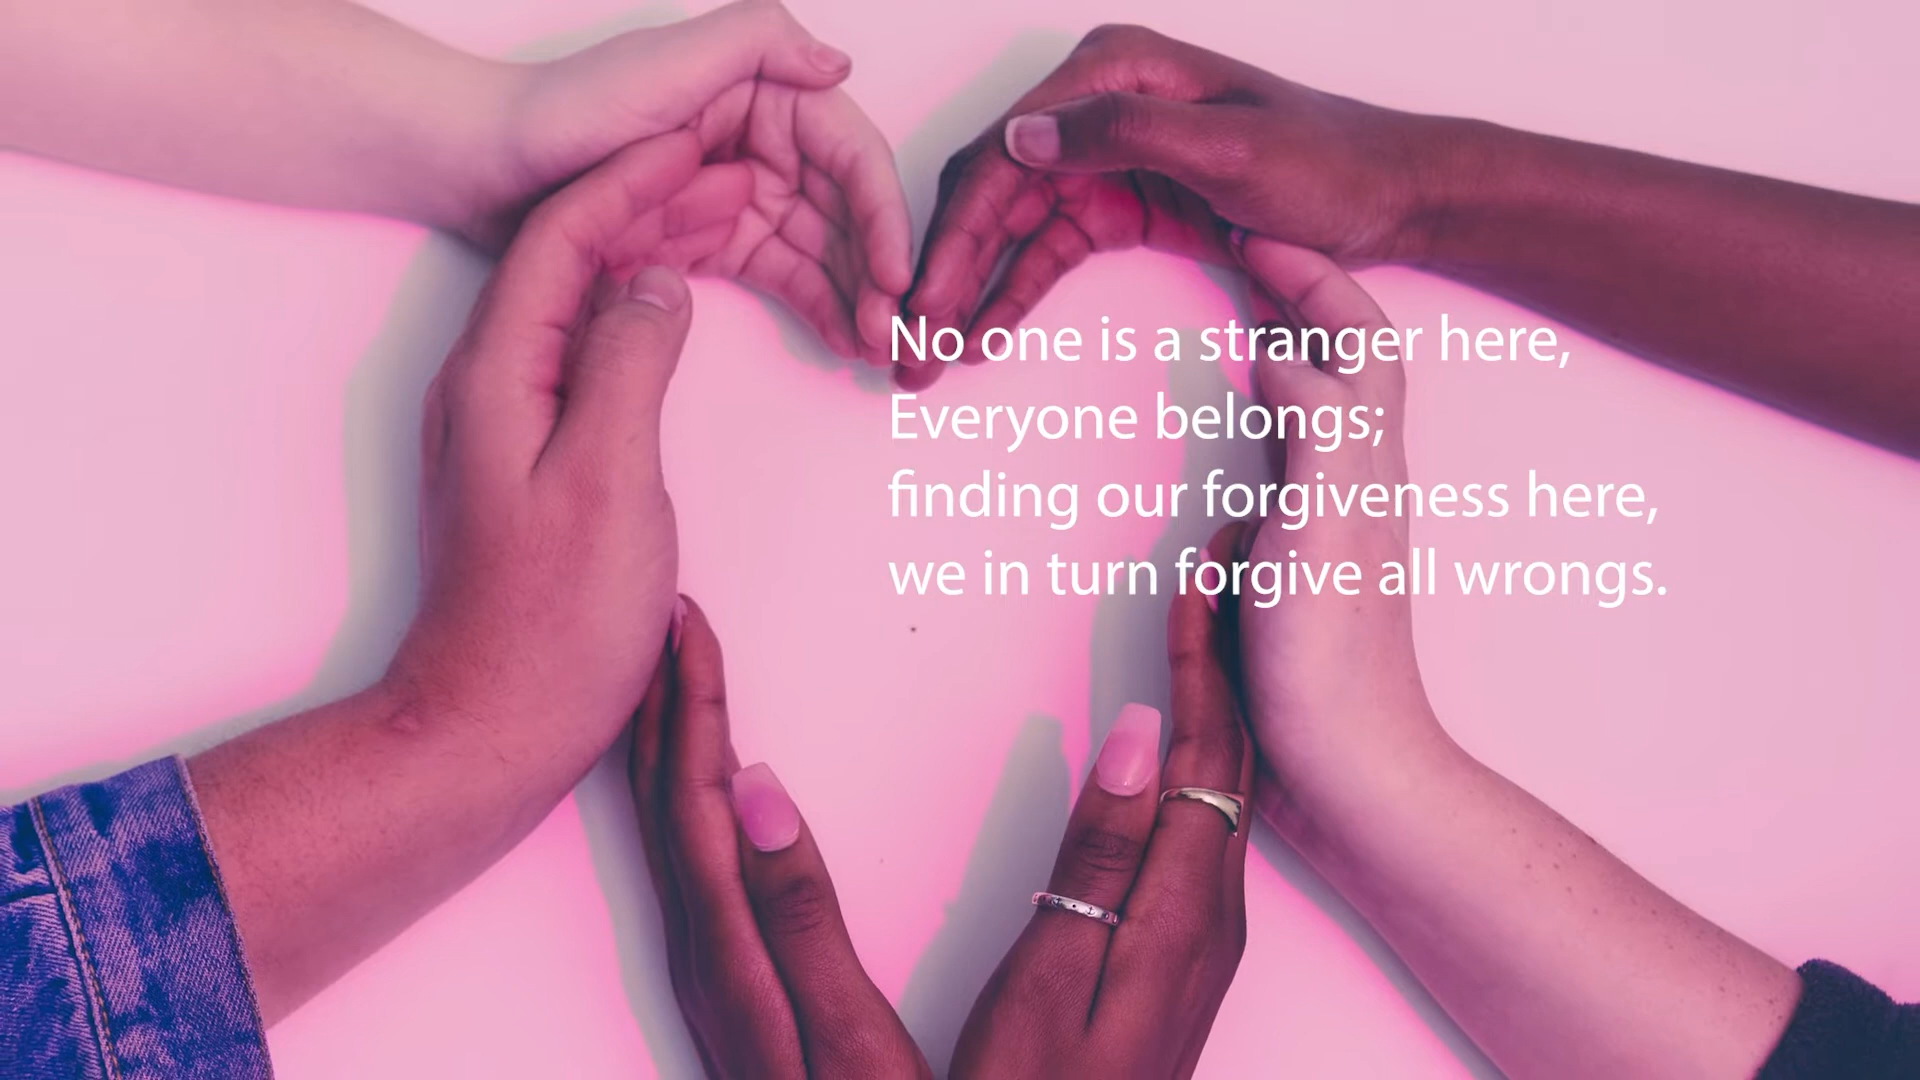 No one is a stranger here,
Everyone belongs;
finding our forgiveness here,
we in turn forgive all wrongs.